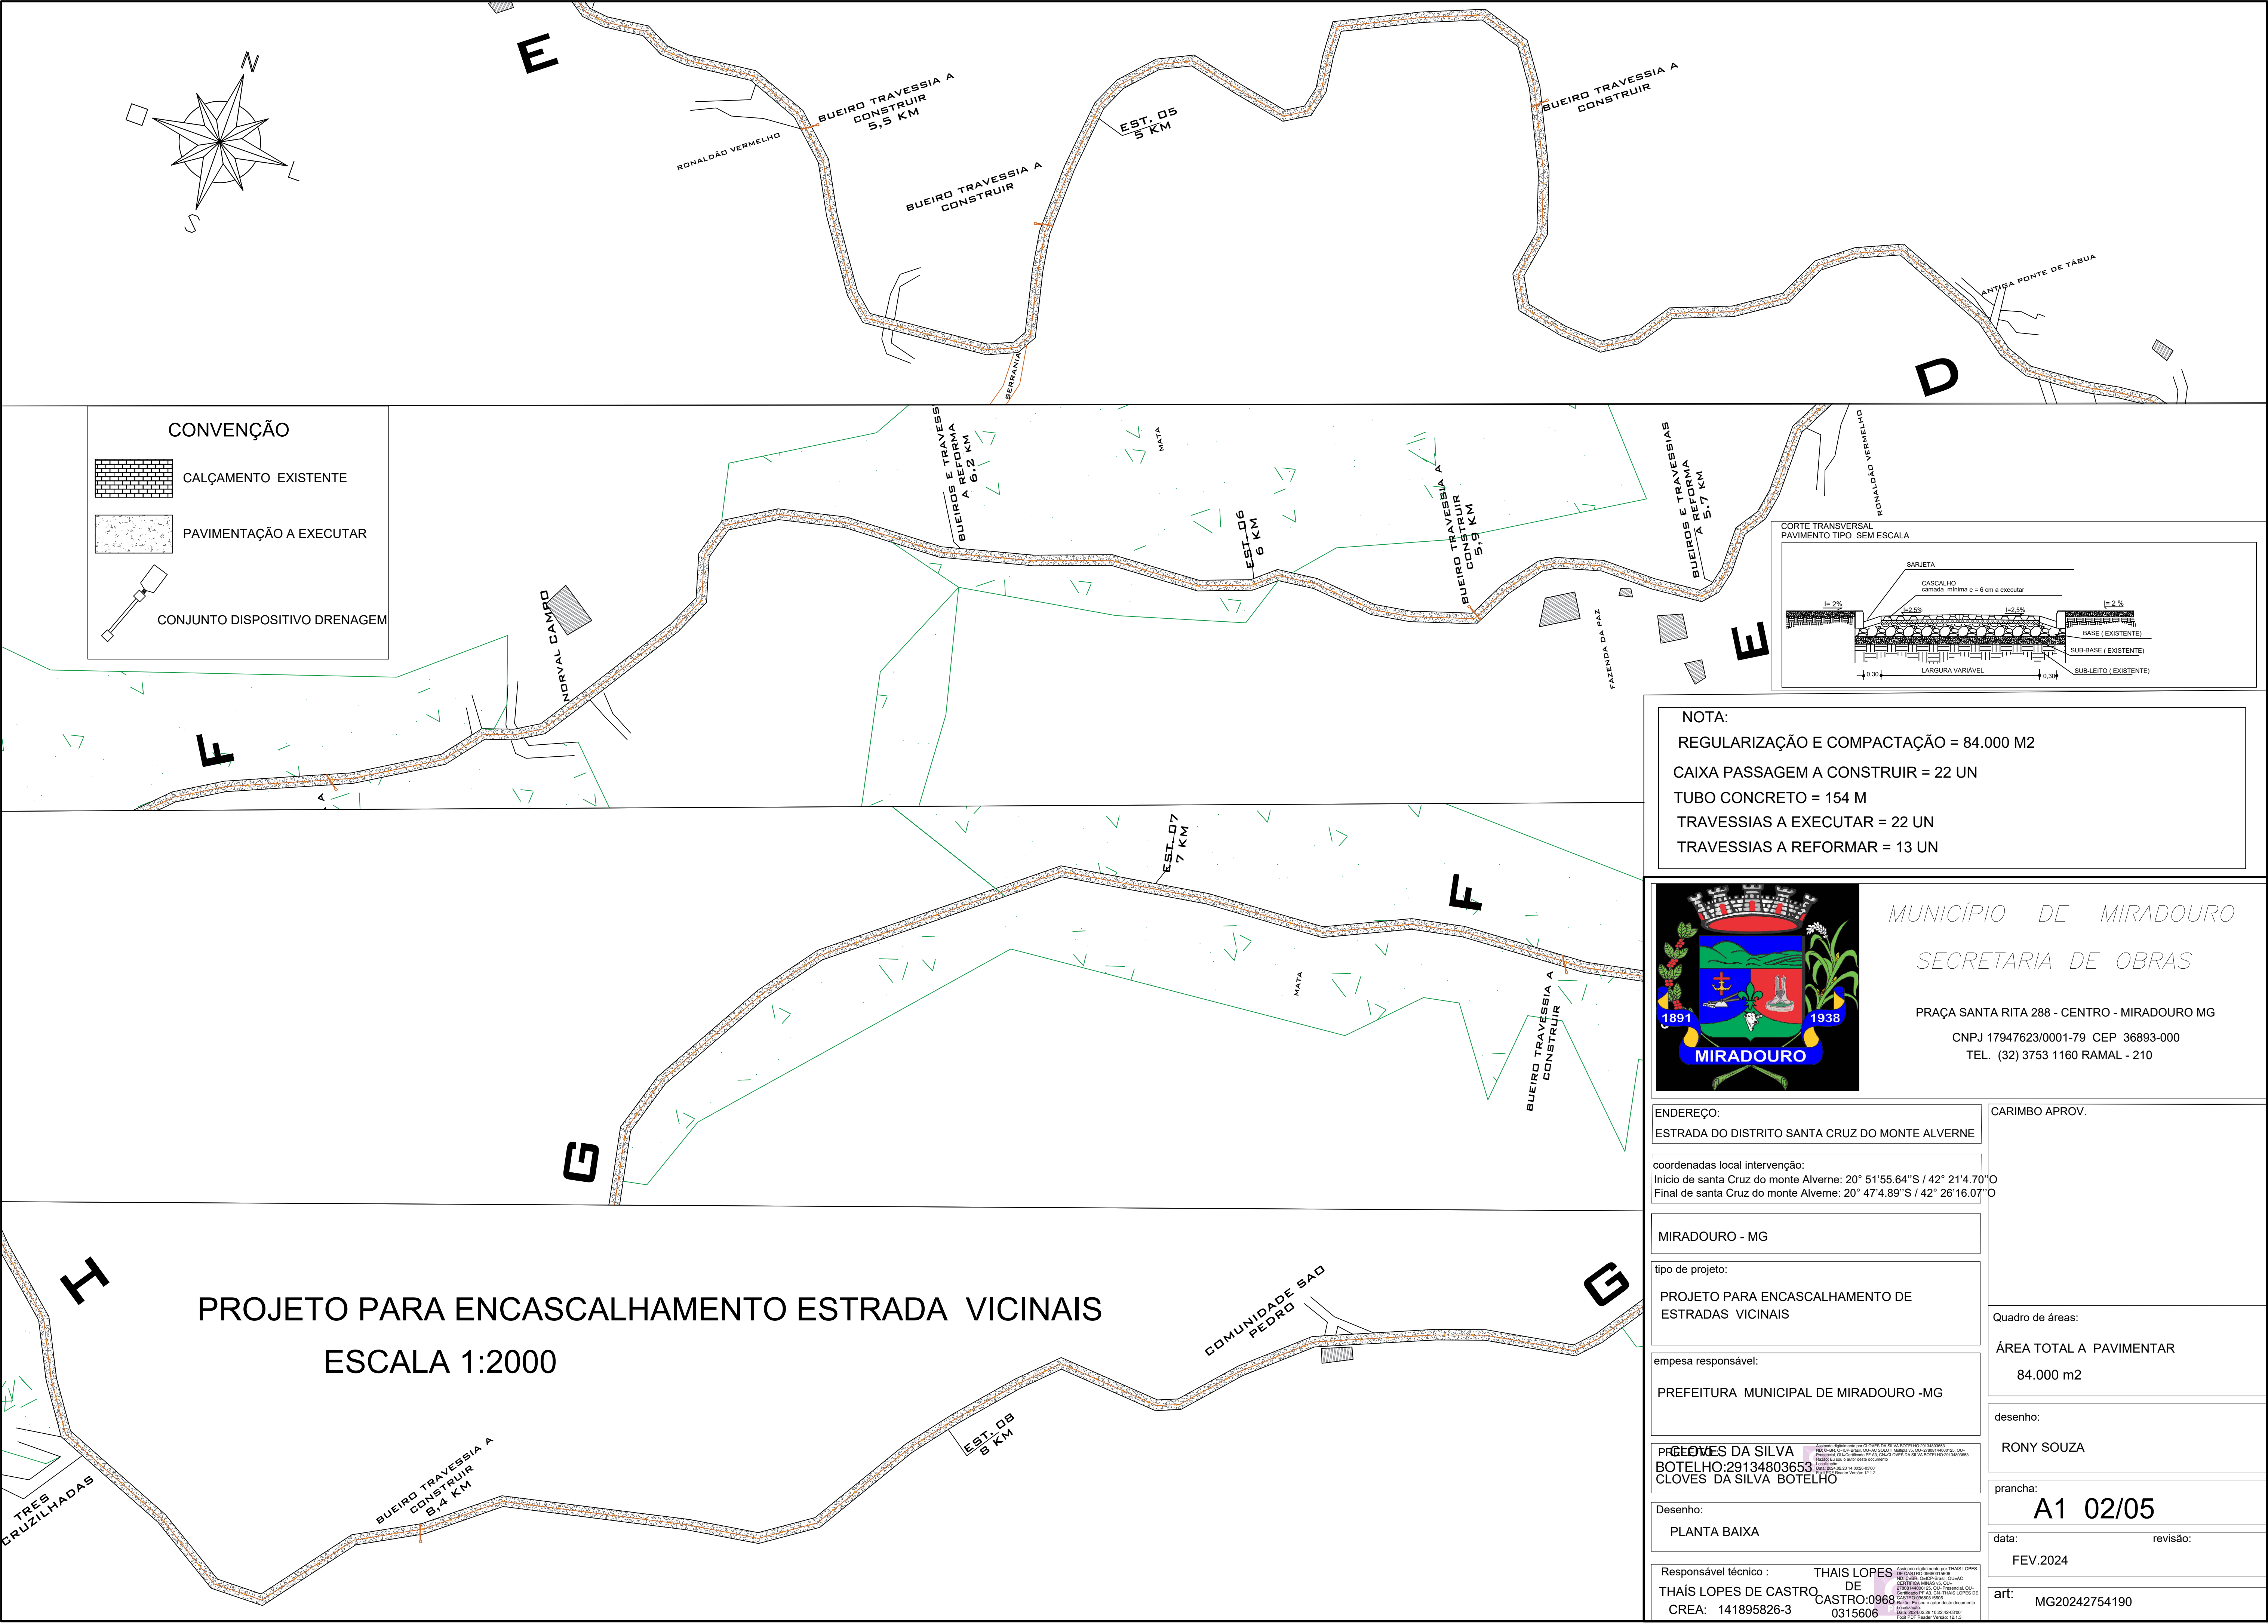 N
L
S
E
BUEIRO TRAVESSIA A
CONSTRUIR
5,5 KM
RONALDÃO VERMELHO
BUEIRO TRAVESSIA A
CONSTRUIR
EST. 05
5 KM
BUEIRO TRAVESSIA A
CONSTRUIR
SERRANIA
ANTIGA PONTE DE TÁBUA
D
CONVENÇÃO
CALÇAMENTO EXISTENTE
PAVIMENTAÇÃO A EXECUTAR
CONJUNTO DISPOSITIVO DRENAGEM
F
A
NORVAL CAMPO
BUEIROS E TRAVESS
A REFORMA
6.2 KM
MATA
EST. 06
6 KM
BUEIRO TRAVESSIA A
CONSTRUIR
5,9 KM
FAZENDA DA PAZ
BUEIROS E TRAVESSIAS
A REFORMA
5.7 KM
E
RONALDÃO VERMELHO
CORTE TRANSVERSAL
PAVIMENTO TIPO SEM ESCALA
SARJETA
CASCALHO
camada mínima e = 6 cm a executar
I= 2%
I=2,5%
I=2,5%
I= 2 %
BASE ( EXISTENTE)
SUB-BASE ( EXISTENTE)
SUB-LEITO ( EXISTENTE)
0,30
LARGURA VARIÁVEL
0,30
NOTA:
REGULARIZAÇÃO E COMPACTAÇÃO = 84.000 M2
CAIXA PASSAGEM A CONSTRUIR = 22 UN
TUBO CONCRETO = 154 M
TRAVESSIAS A EXECUTAR = 22 UN
TRAVESSIAS A REFORMAR = 13 UN
G
EST. 07
7 KM
MATA
F
BUEIRO TRAVESSIA A
CONSTRUIR
H
PROJETO PARA ENCASCALHAMENTO ESTRADA VICINAIS
ESCALA 1:2000
TRES
CRUZILHADAS
BUEIRO TRAVESSIA A
CONSTRUIR
8,4 KM
EST. 08
8 KM
COMUNIDADE SAO
PEDRO
G
1891
1938
MIRADOURO
MUNICÍPIO DE MIRADOURO
SECRETARIA DE OBRAS
PRAÇA SANTA RITA 288 - CENTRO - MIRADOURO MG
CNPJ 17947623/0001-79 CEP 36893-000
TEL. (32) 3753 1160 RAMAL - 210
ENDEREÇO:
ESTRADA DO DISTRITO SANTA CRUZ DO MONTE ALVERNE
CARIMBO APROV.
coordenadas local intervenção:
Inicio de santa Cruz do monte Alverne: 20° 51'55.64''S / 42° 21'4.70''O
Final de santa Cruz do monte Alverne: 20° 47'4.89''S / 42° 26'16.07''O
MIRADOURO - MG
tipo de projeto:
PROJETO PARA ENCASCALHAMENTO DE
ESTRADAS VICINAIS
Quadro de áreas:
ÁREA TOTAL A PAVIMENTAR
84.000 m2
empesa responsável:
PREFEITURA MUNICIPAL DE MIRADOURO -MG
desenho:
RONY SOUZA
CLOVES DA SILVA
BOTELHO:29134803653
CLOVES DA SILVA BOTELHO
prancha:
A1 02/05
Desenho:
PLANTA BAIXA
data:
revisão:
FEV.2024
Responsável técnico :
THAÍS LOPES DE CASTRO
CREA: 141895826-3
THAIS LOPES
DE
CASTRO:0968
0315606
art:
MG20242754190